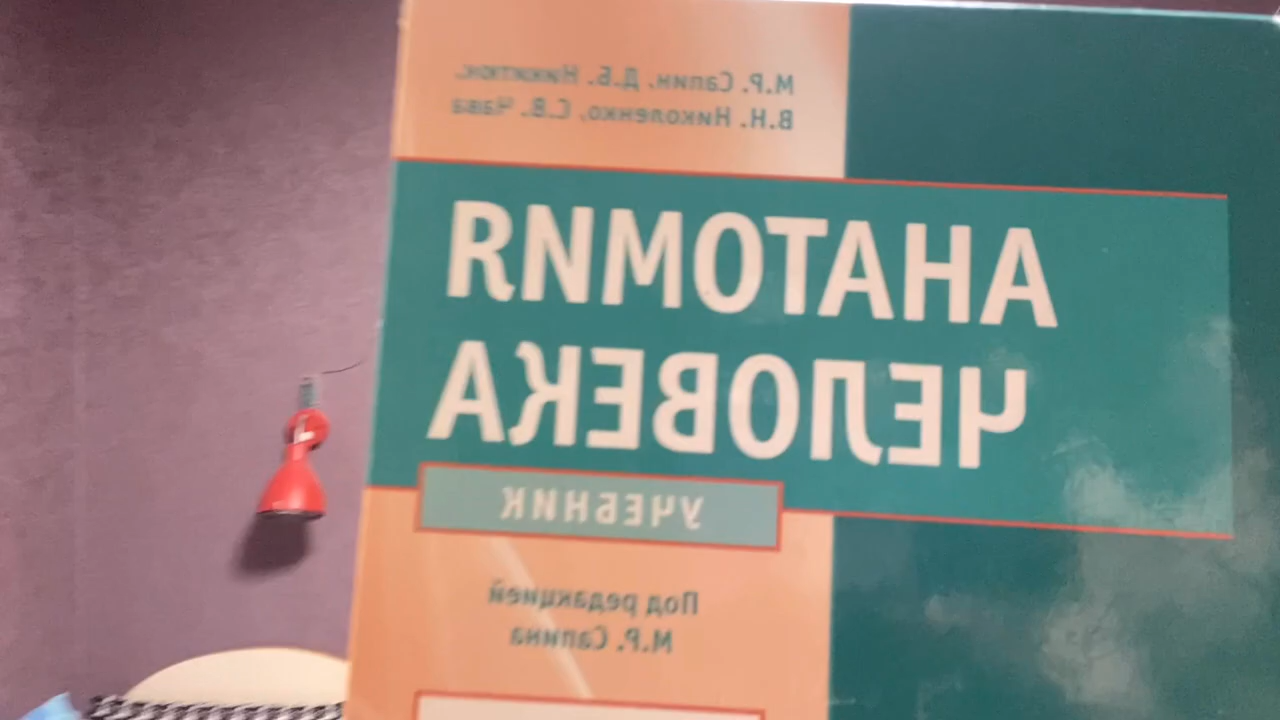 М.Р. Сапин, Д.Б. Никитюк,
В.Н. Николенко, С.В. Чава
АНАТОМИЯ
ЧЕЛОВЕКА
УЧЕБНИК
Под редакцией
М.Р. Сапина